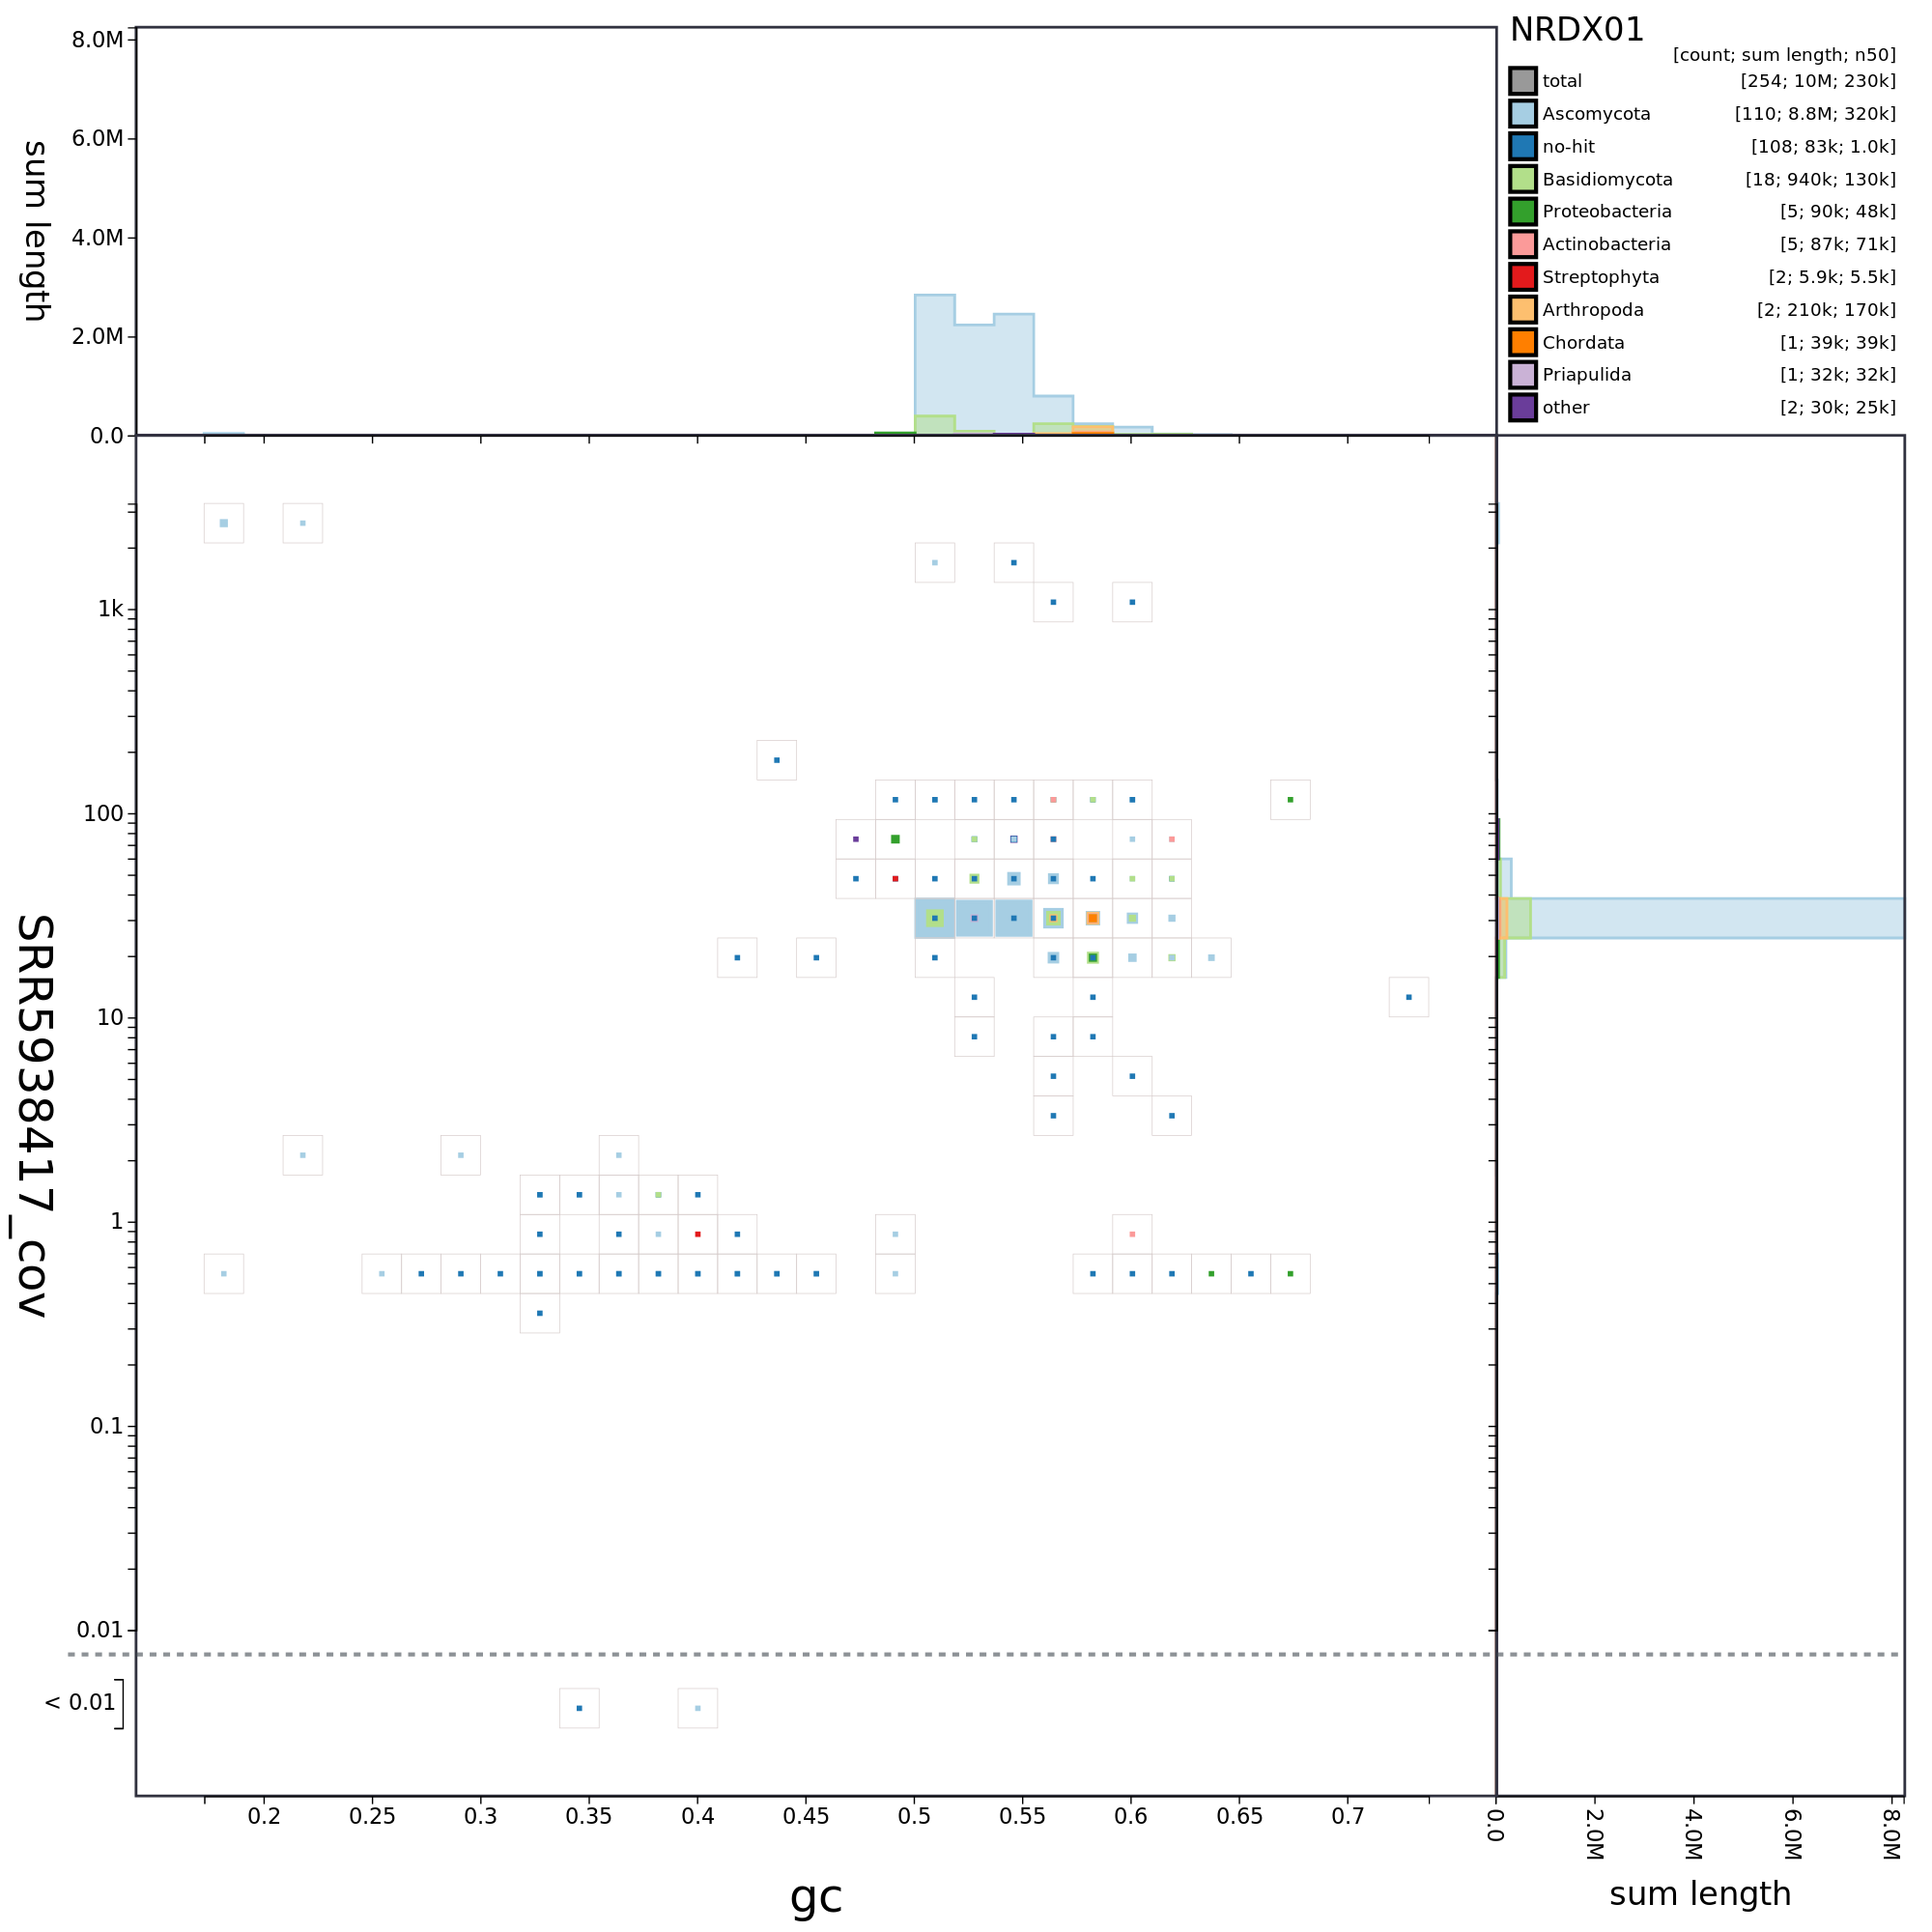 NRDX01
[count; sum length; n50]
total [254; 10M; 230k]
Ascomycota [110; 8.8M; 320k]
no-hit [108; 83k; 1.0k]
Basidiomycota [18; 940k; 130k]
Proteobacteria [5; 90k; 48k]
Actinobacteria [5; 87k; 71k]
Streptophyta [2; 5.9k; 5.5k]
Arthropoda [2; 210k; 170k]
Chordata [1; 39k; 39k]
Priapulida [1; 32k; 32k]
other [2; 30k; 25k]
8.0M
6.0M
4.0M
2.0M
0.0
sum length
1k
100
10
1
0.1
0.01
< 0.01
SRR5938417_cov
0.2 0.25 0.3 0.35 0.4 0.45 0.5 0.55 0.6 0.65 0.7
gc
0.0 2.0M 4.0M 6.0M 8.0M
sum length